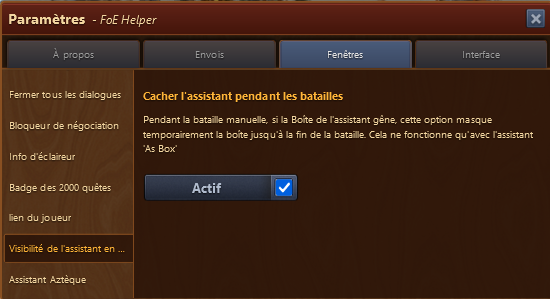 Paramètres - FoE Helper
À propos
Envois
Fenêtres
Interface
Fermer tous les dialogues
Bloqueur de négociation
Info d'éclaireur
Badge des 2000 quêtes
lien du joueur
Visibilité de l'assistant en ...
Assistant Aztèque
Cacher l'assistant pendant les batailles
Pendant la bataille manuelle, si la Boîte de l'assistant gêne, cette option masque
temporairement la boîte jusqu'à la fin de la bataille. Cela ne fonctionne qu'avec l'assistant
'As Box'
Actif